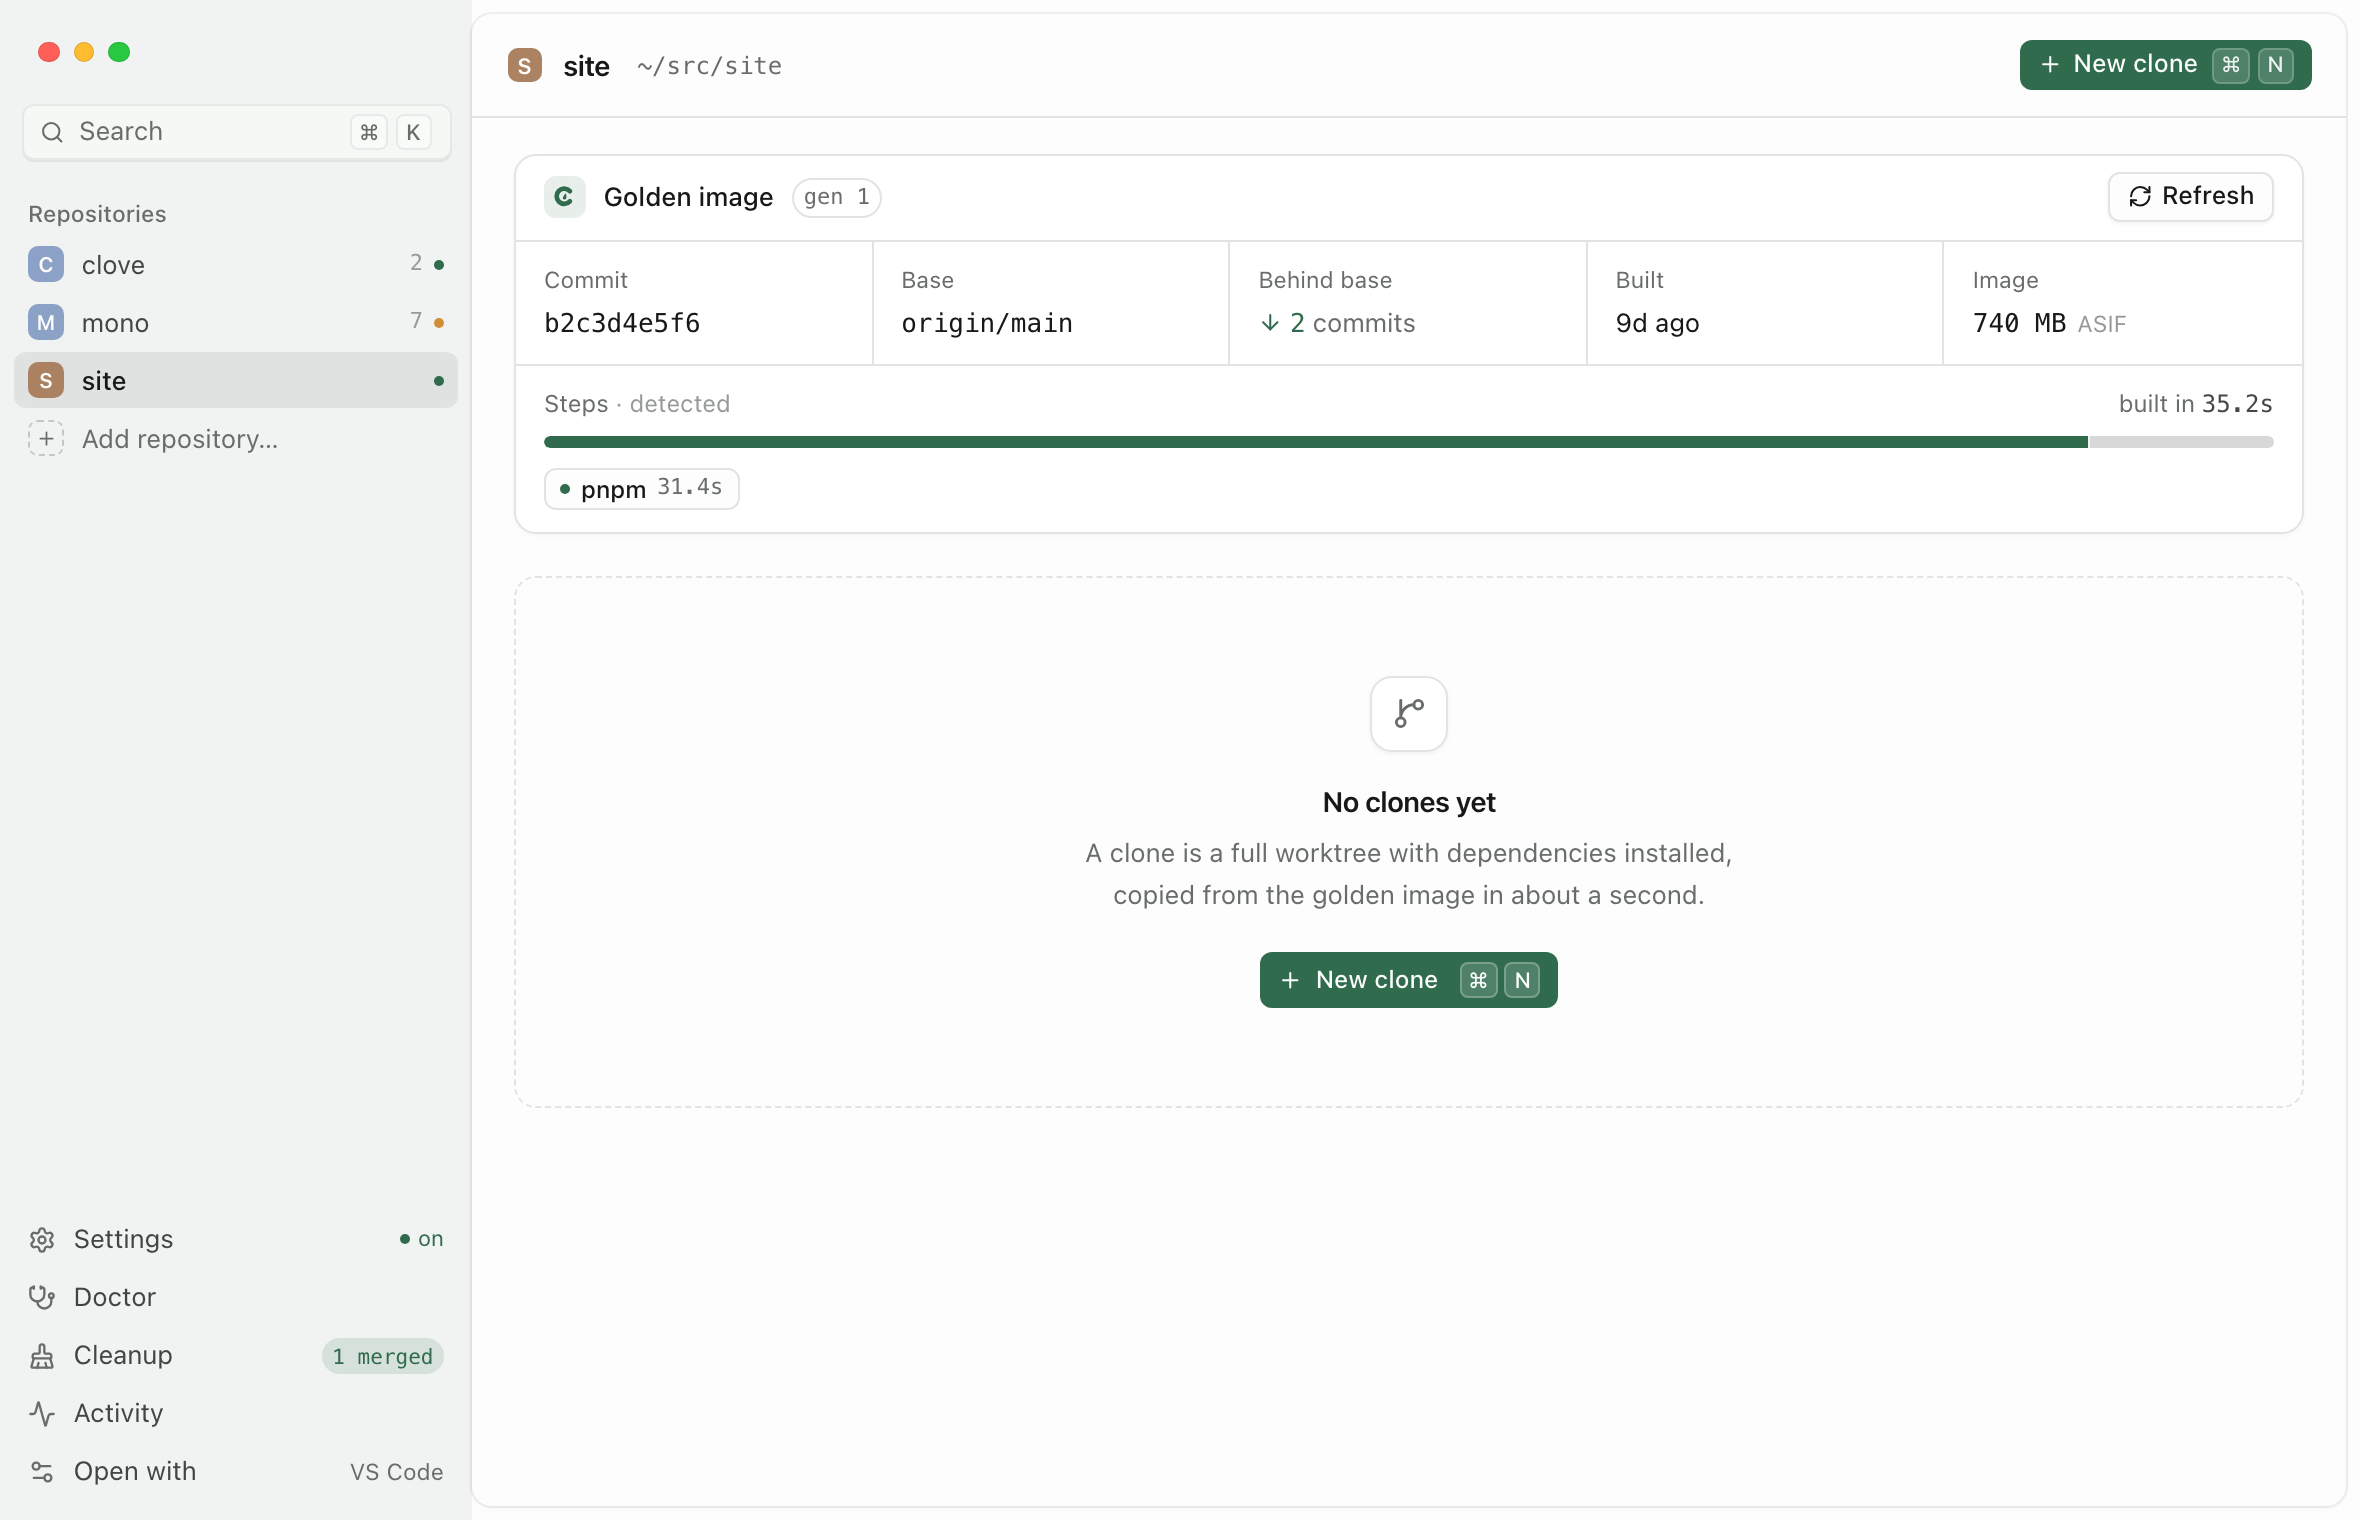 Search ⌘ K
Repositories
C clove 2
M mono 7
S site
+ Add repository...
Settings on
Doctor
Cleanup 1 merged
Activity
Open with VS Code
S site ~/src/site
+ New clone ⌘ N
Golden image gen 1
Refresh
Commit
b2c3d4e5f6
Base
origin/main
Behind base
↓ 2 commits
Built
9d ago
Image
740 MB ASIF
Steps · detected
built in 35.2s
pnpm 31.4s
No clones yet
A clone is a full worktree with dependencies installed,
copied from the golden image in about a second.
+ New clone ⌘ N